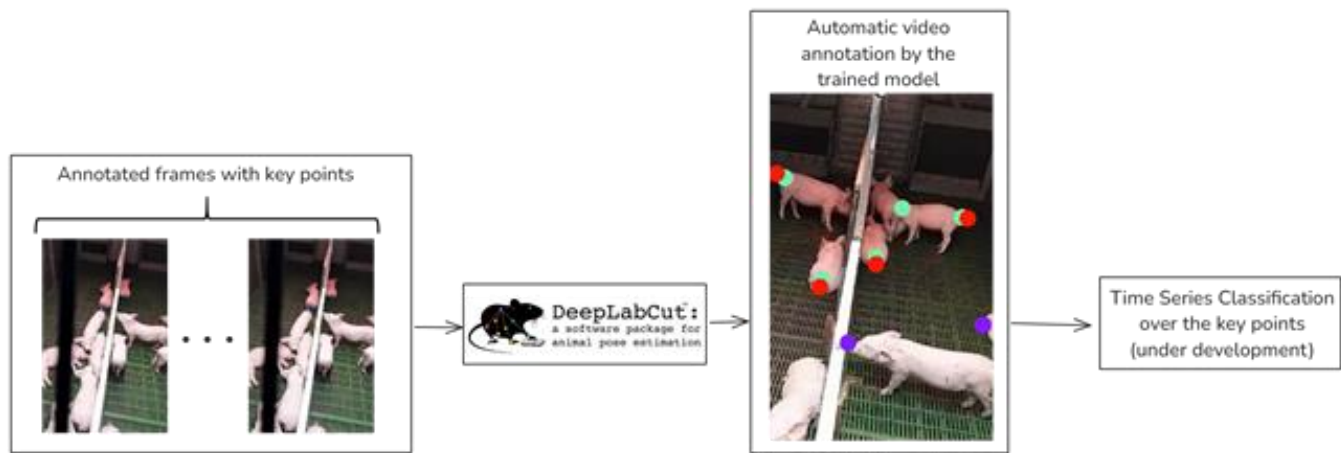 Annotated frames with key points
DeepLabCut™:
a software package for
animal pose estimation
Automatic video
annotation by the
trained model
Time Series Classification
over the key points
(under development)